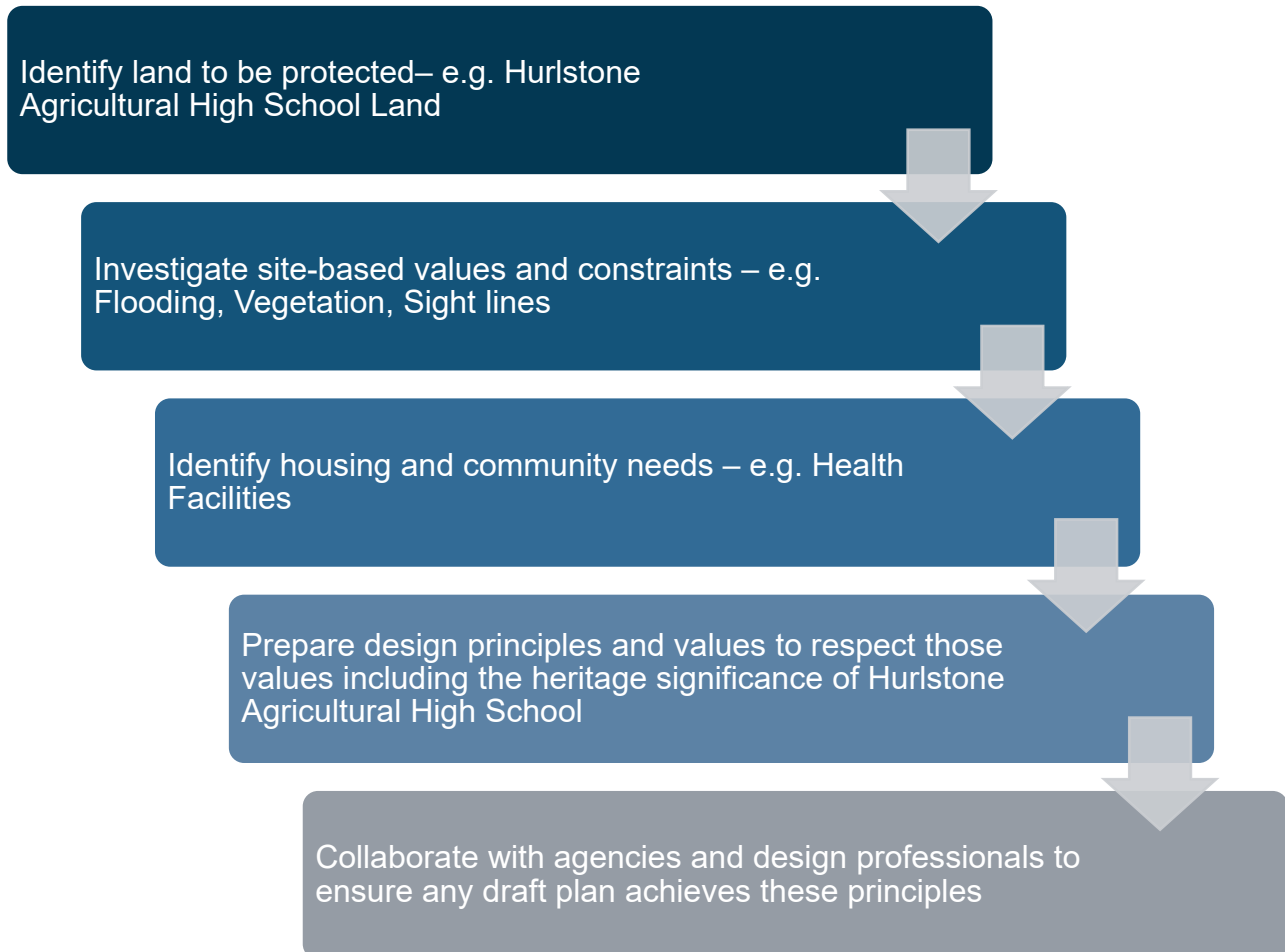 Identify land to be protected– e.g. Hurlstone
Agricultural High School Land
Investigate site-based values and constraints – e.g.
Flooding, Vegetation, Sight lines
Identify housing and community needs – e.g. Health
Facilities
Prepare design principles and values to respect those
values including the heritage significance of Hurlstone
Agricultural High School
Collaborate with agencies and design professionals to
ensure any draft plan achieves these principles